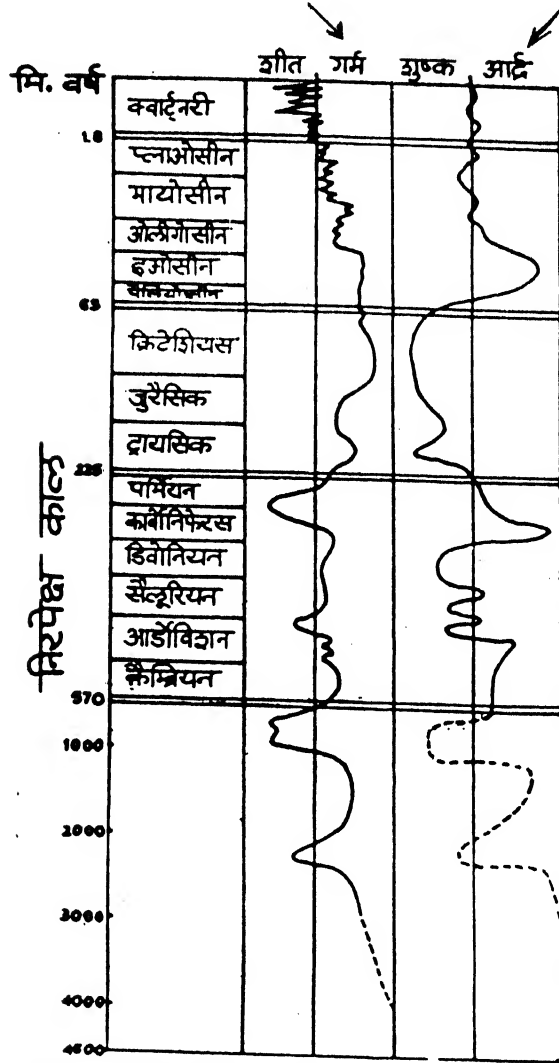 शीत गर्म शुष्क आर्द्र
मि. वर्ष
क्वार्ट्नरी
1.8
प्लाओसीन
मायोसीन
ओलीगोसीन
इओसीन
65
क्रिटेशियस
जुरैसिक
ट्रायसिक
225
पर्मियन
कार्बोनिफेरस
डिवोनियन
सैलूरियन
आर्डोविशन
कैम्ब्रियन
570
1000
2000
3000
4000
4500
निरपेक्ष काल